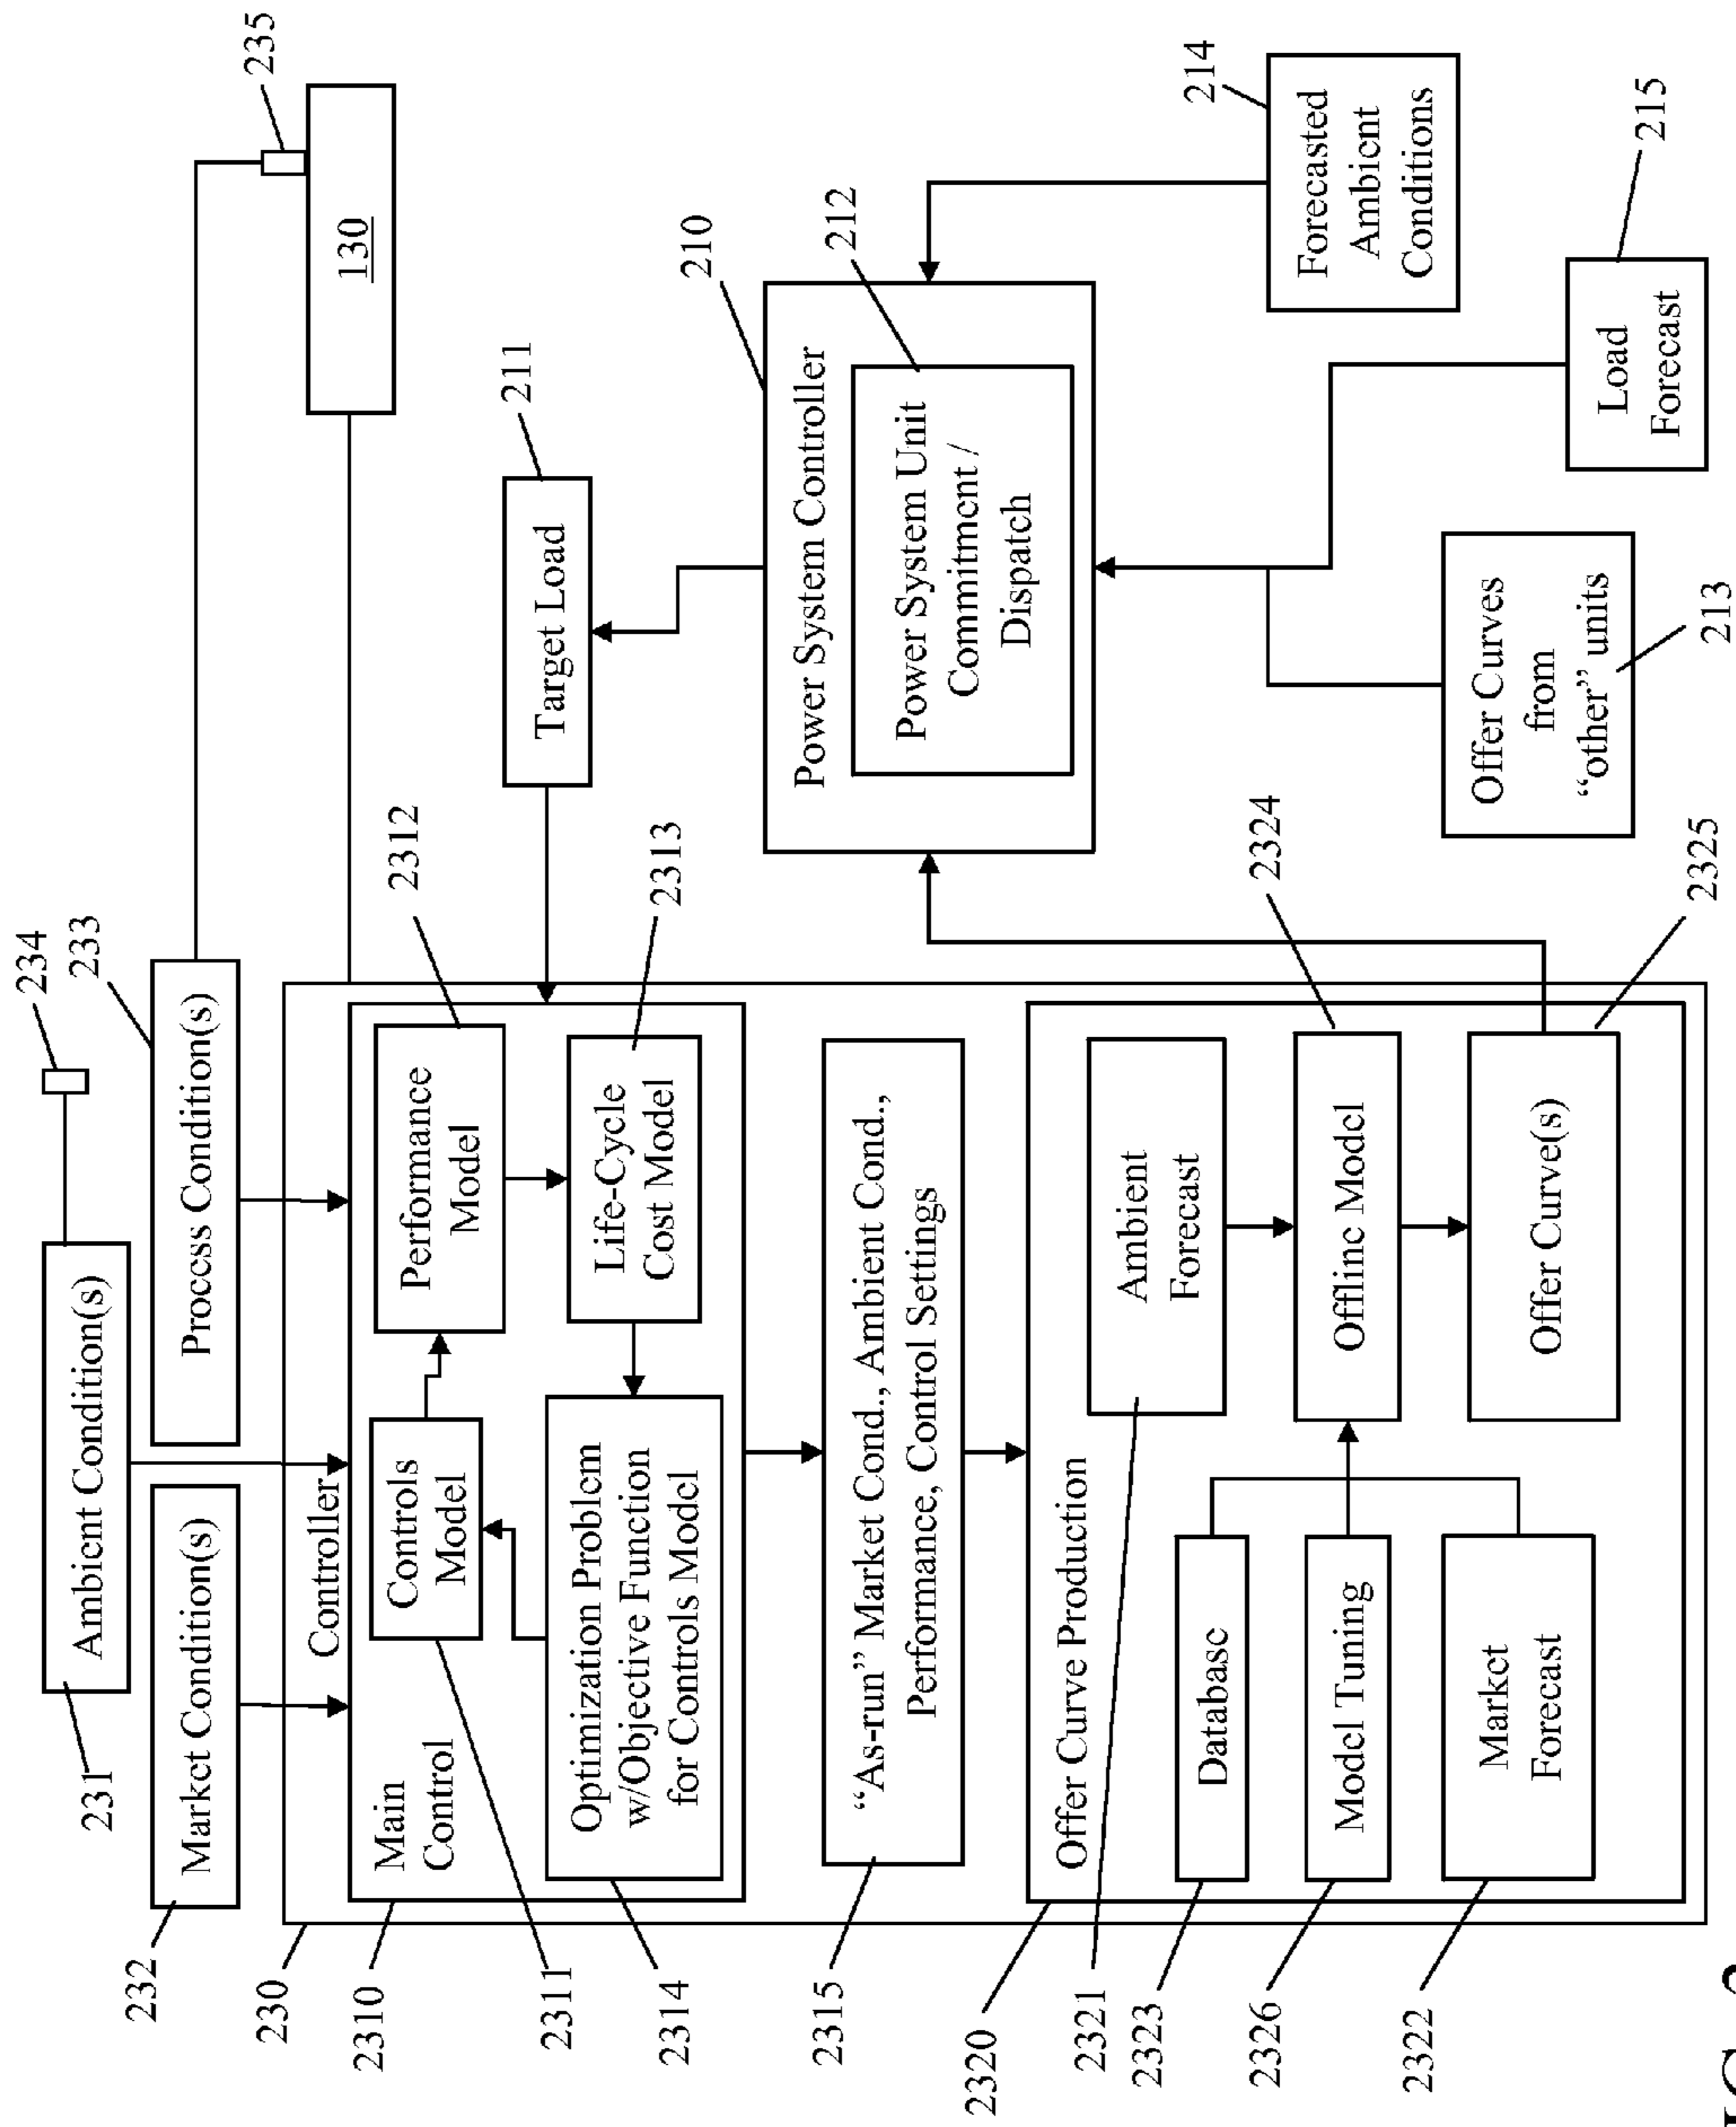 234
231
Ambient Condition(s)
232
Market Condition(s)
Process Condition(s)
233
235
230
Controller
130
2310
Main
Control
2311
Controls
Model
Performance
Model
2312
2314
Optimization Problem
w/Objective Function
for Controls Model
Life-Cycle
Cost Model
2313
Target Load
211
2315
“As-run” Market Cond., Ambient Cond.,
Performance, Control Settings
Power System Controller
210
Power System Unit
Commitment /
Dispatch
212
2320
Offer Curve Production
2321
Ambient
Forecast
2323
Database
2326
Model Tuning
2322
Market
Forecast
Offline Model
2324
Offer Curve(s)
2325
Forecasted
Ambient
Conditions
214
Offer Curves
from
“other” units
213
Load
Forecast
215